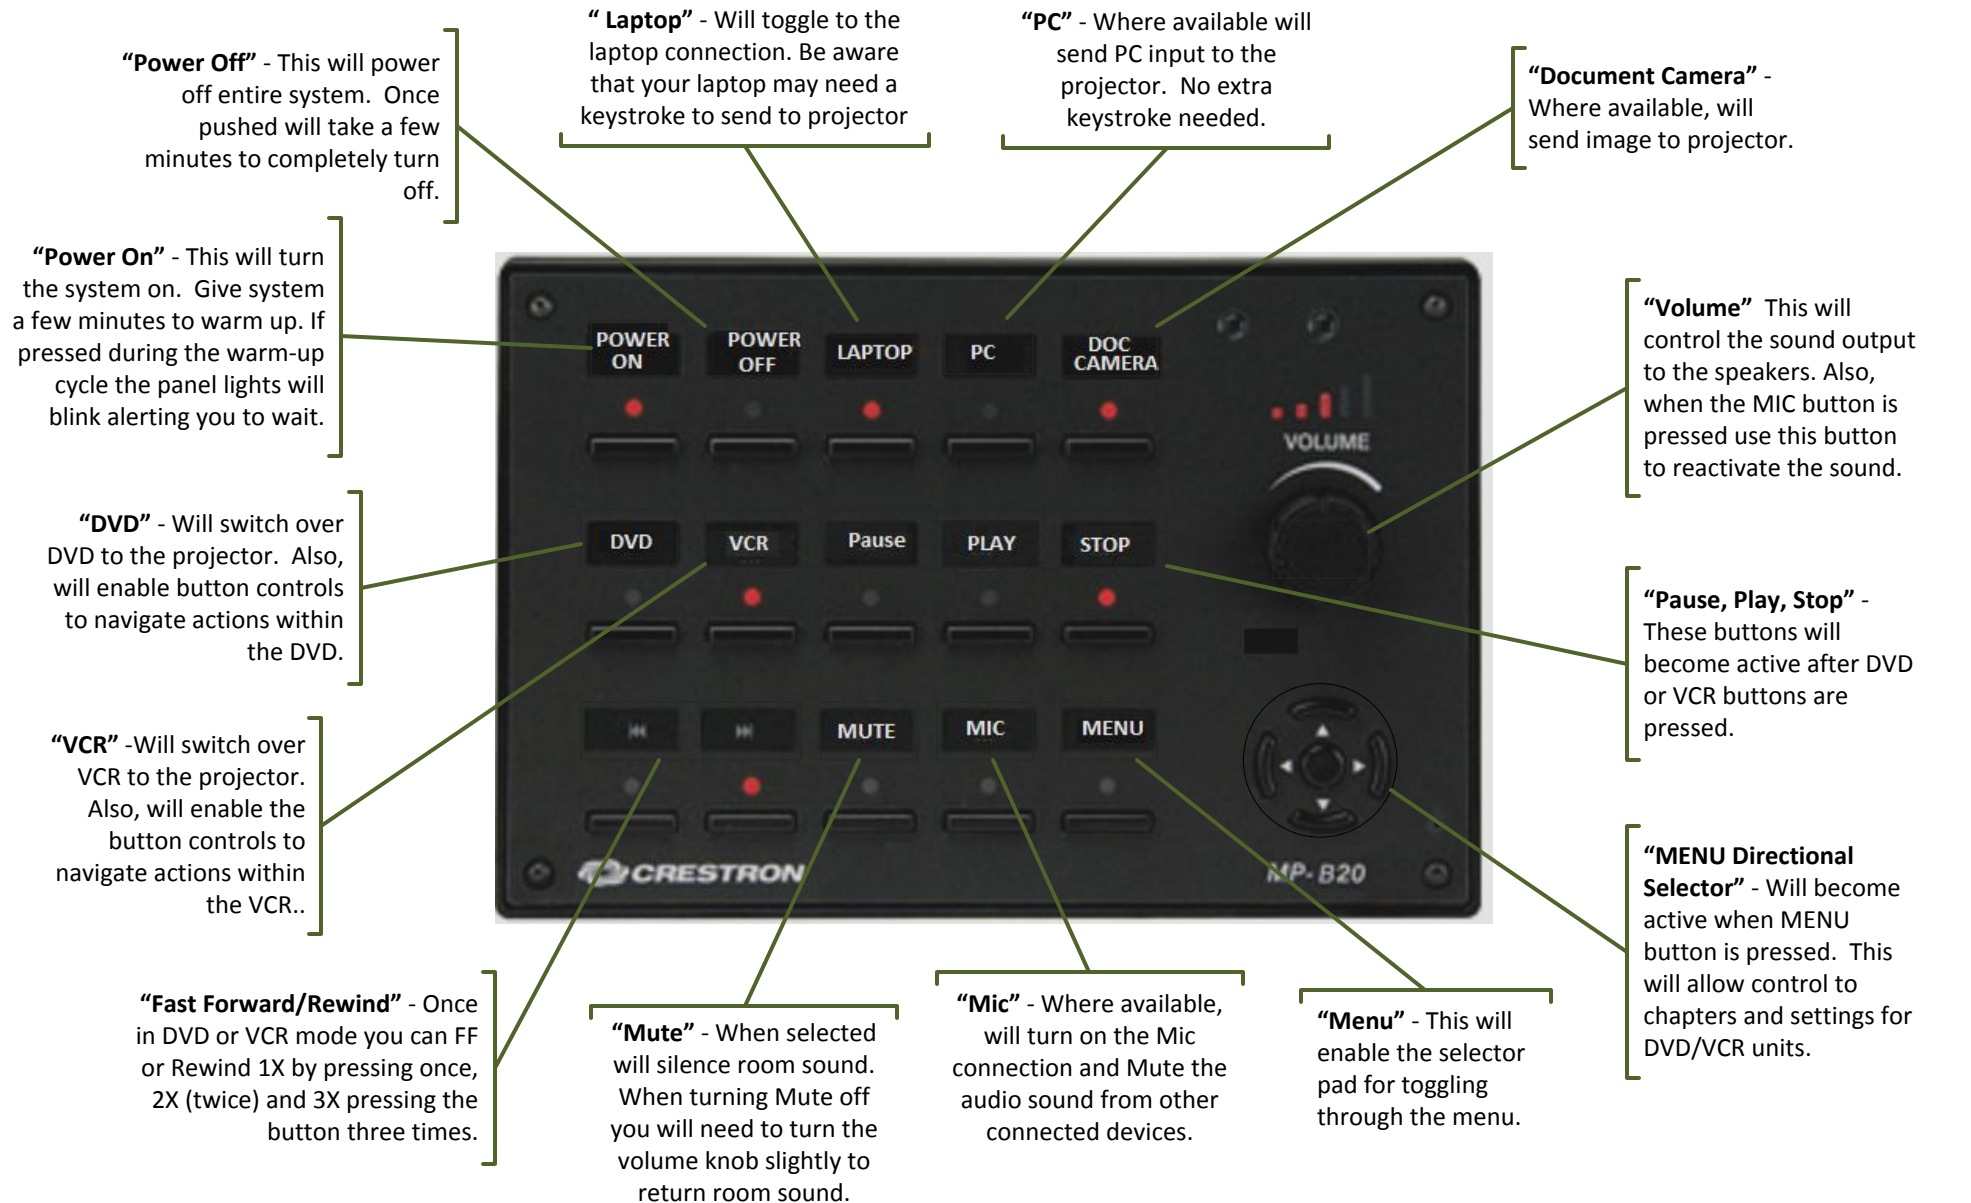 “ Laptop” - Will toggle to the
laptop connection. Be aware
that your laptop may need a
keystroke to send to projector
“PC” - Where available will
send PC input to the
projector.  No extra
keystroke needed.
“Power Off” - This will power
off entire system.  Once
pushed will take a few
minutes to completely turn
off.
“Document Camera” -
Where available, will
send image to projector.
“Power On” - This will turn
the system on.  Give system
a few minutes to warm up. If
pressed during the warm-up
cycle the panel lights will
blink alerting you to wait.
“Volume”  This will
control the sound output
to the speakers. Also,
when the MIC button is
pressed use this button
to reactivate the sound.
POWER
ON
POWER
OFF
LAPTOP
PC
DOC
CAMERA
VOLUME
“DVD” - Will switch over
DVD to the projector.  Also,
will enable button controls
to navigate actions within
the DVD.
DVD
VCR
Pause
PLAY
STOP
“Pause, Play, Stop” -
These buttons will
become active after DVD
or VCR buttons are
pressed.
“VCR” -Will switch over
VCR to the projector.
Also, will enable the
button controls to
navigate actions within
the VCR..
MUTE
MIC
MENU
CRESTRON
MP-B20
“MENU Directional
Selector” - Will become
active when MENU
button is pressed.  This
will allow control to
chapters and settings for
DVD/VCR units.
“Fast Forward/Rewind” - Once
in DVD or VCR mode you can FF
or Rewind 1X by pressing once,
2X (twice) and 3X pressing the
button three times.
“Mute” - When selected
will silence room sound.
When turning Mute off
you will need to turn the
volume knob slightly to
return room sound.
“Mic” - Where available,
will turn on the Mic
connection and Mute the
audio sound from other
connected devices.
“Menu” - This will
enable the selector
pad for toggling
through the menu.